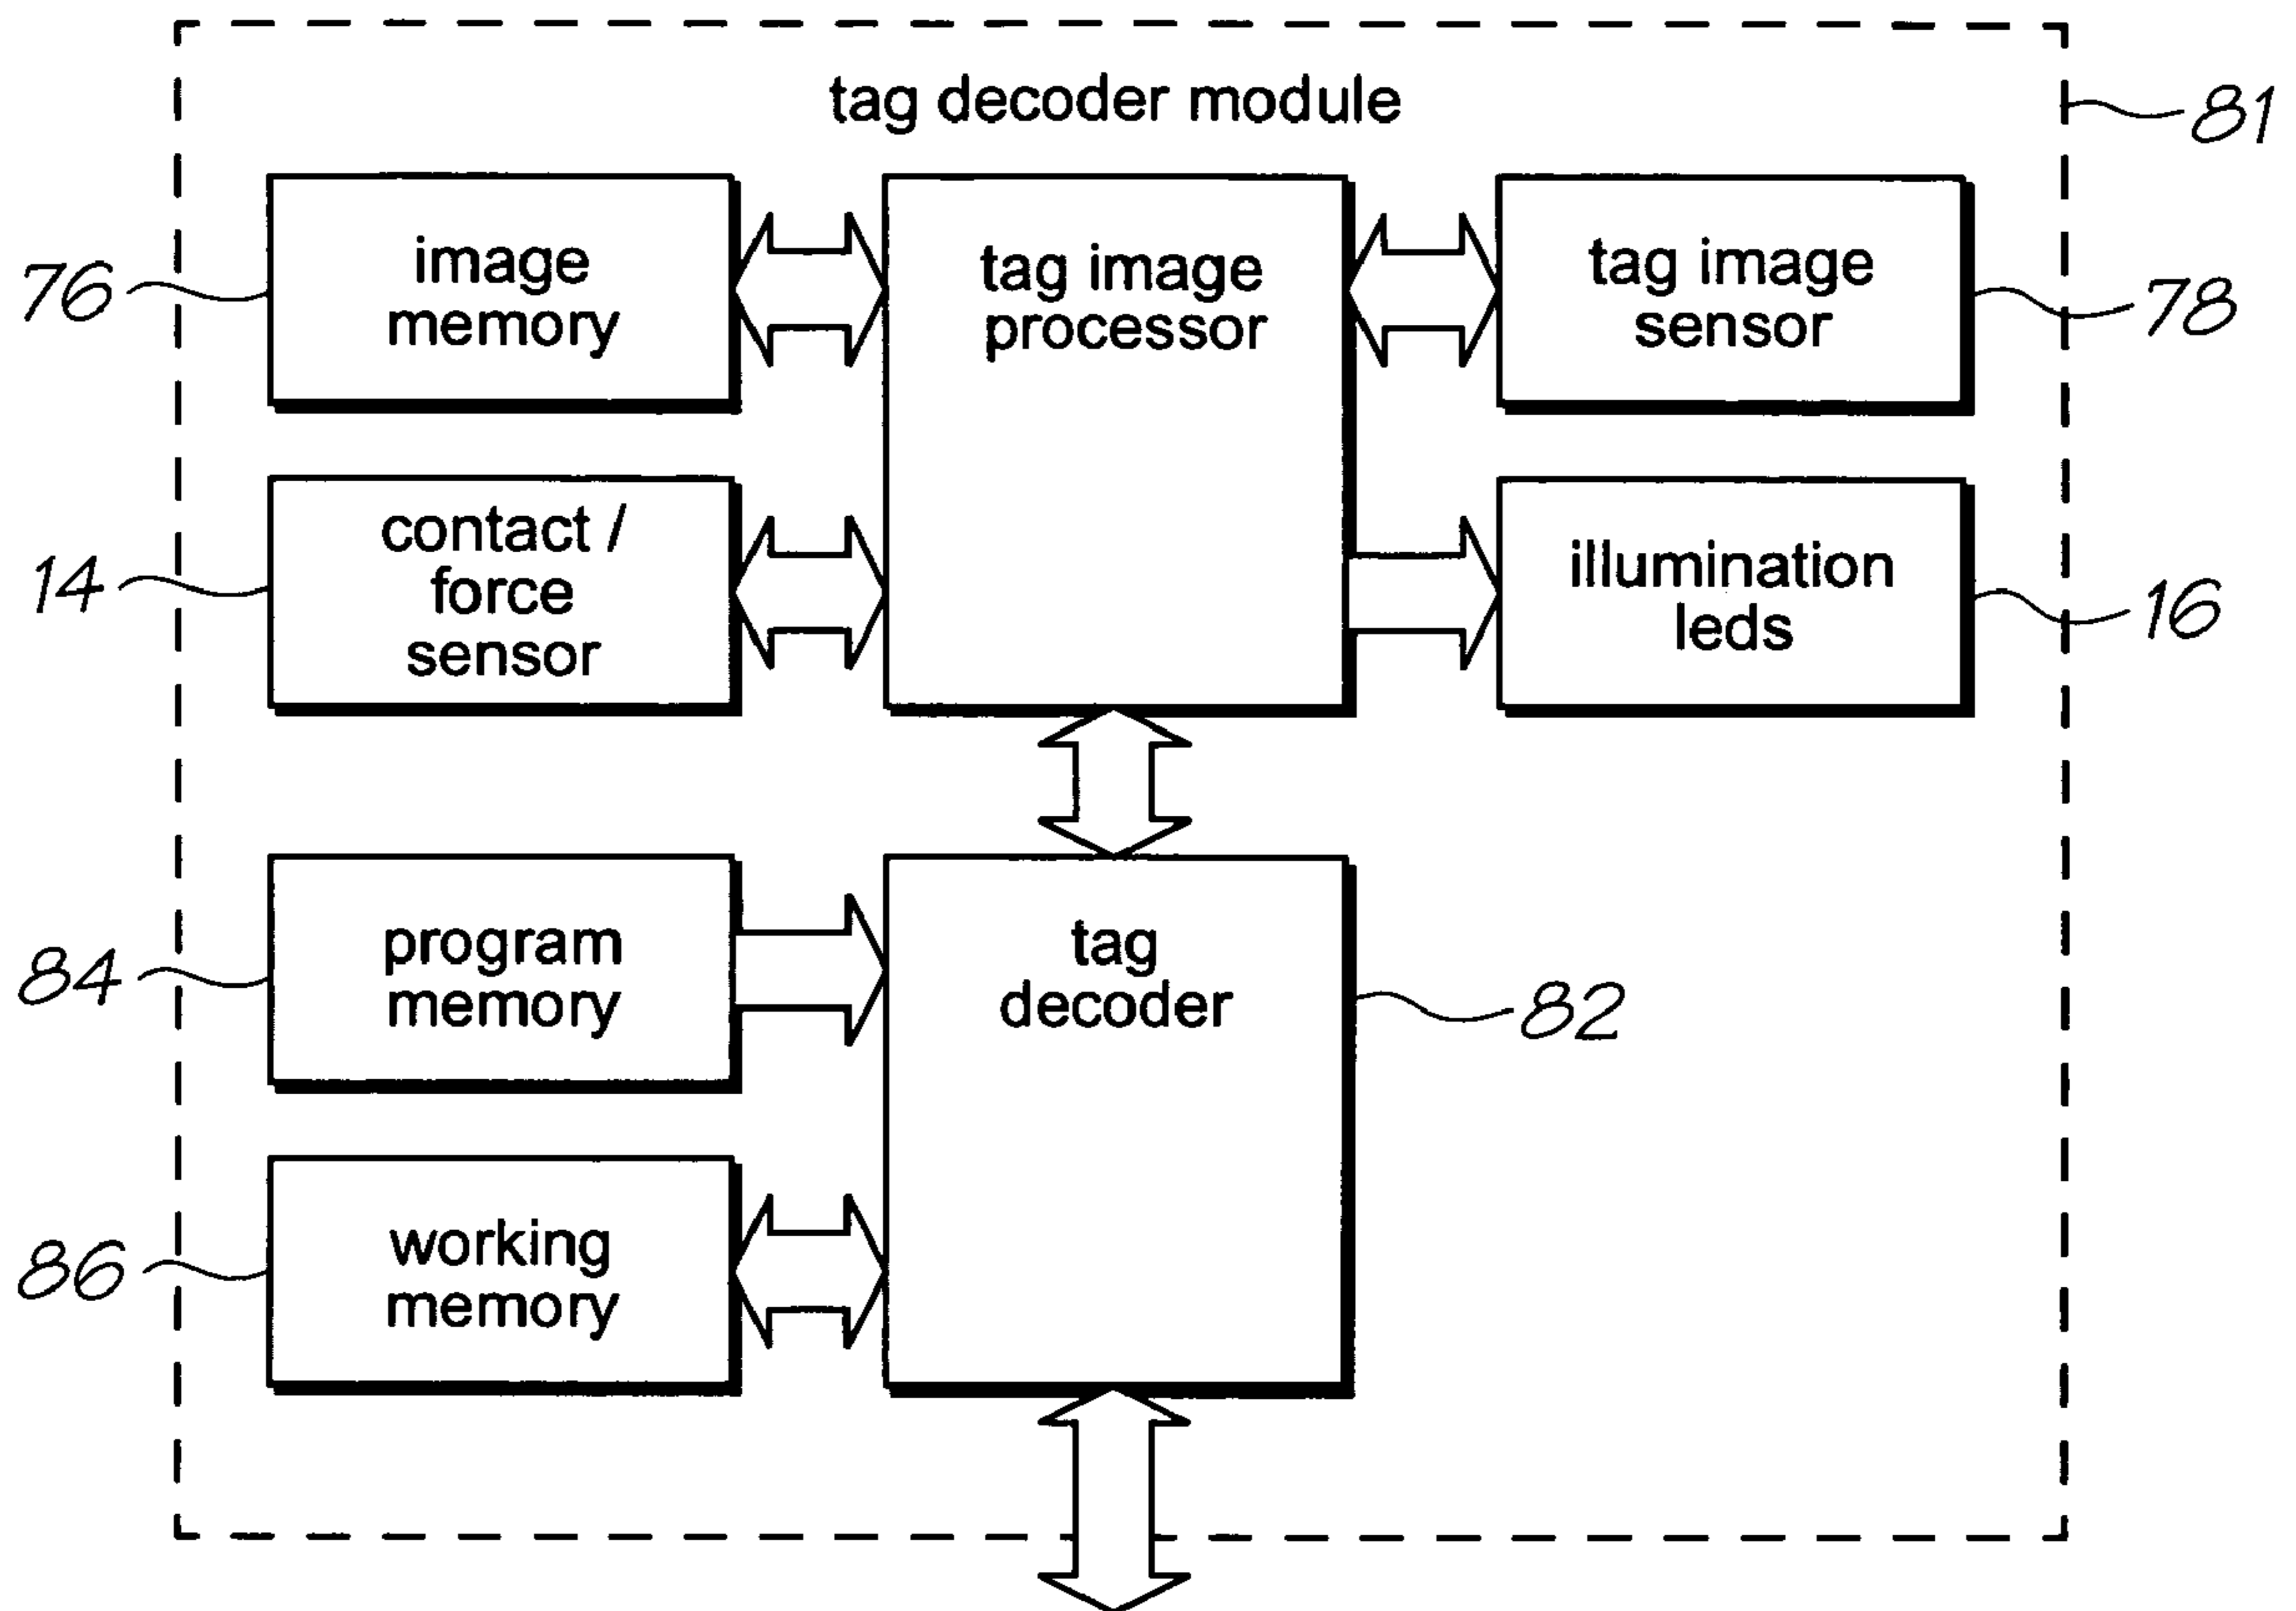 tag decoder module
81
image
memory
76
tag image
processor
tag image
sensor
78
contact /
force
sensor
14
illumination
leds
16
program
memory
84
tag
decoder
82
working
memory
86